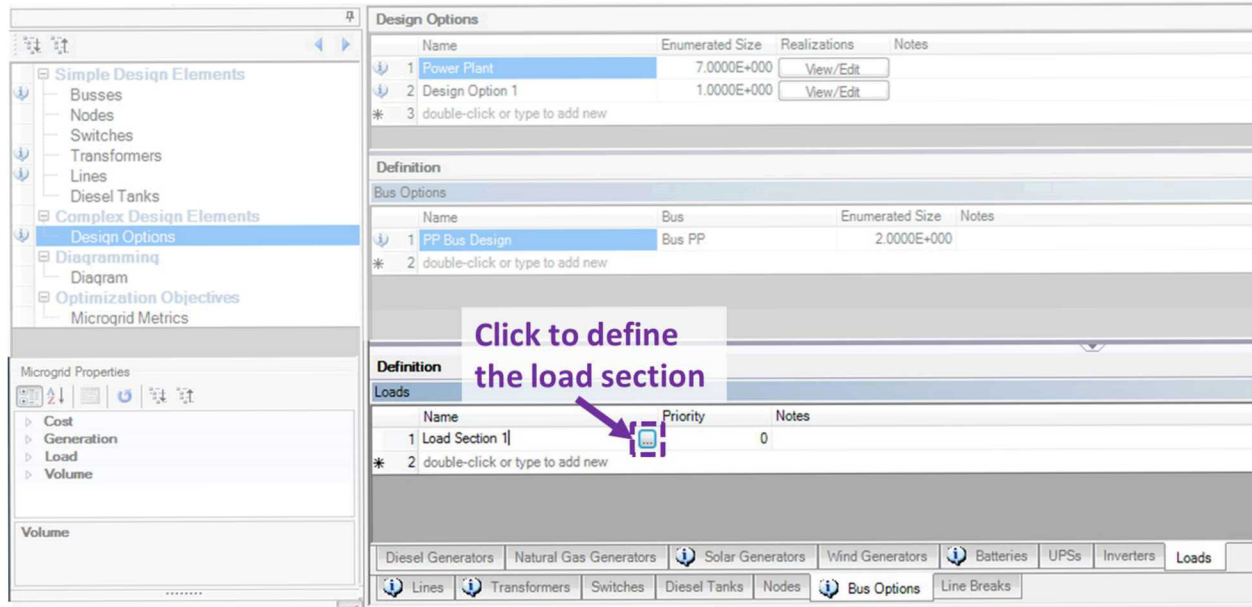 Design Options
Name Enumerated Size Realizations Notes
1 Power Plant 7.0000E+000 View/Edit
2 Design Option 1 1.0000E+000 View/Edit
3 double-click or type to add new
Simple Design Elements
Busses
Nodes
Switches
Transformers
Lines
Diesel Tanks
Complex Design Elements
Design Options
Diagramming
Diagram
Optimization Objectives
Microgrid Metrics
Definition
Bus Options
Name Bus Enumerated Size Notes
1 PP Bus Design Bus PP 2.0000E+000
2 double-click or type to add new
Click to define
the load section
Microgrid Properties
Cost
Generation
Load
Volume
Volume
Definition
Loads
Name Priority Notes
1 Load Section 1 ... 0
2 double-click or type to add new
Diesel Generators Natural Gas Generators Solar Generators Wind Generators Batteries UPSs Inverters Loads
Lines Transformers Switches Diesel Tanks Nodes Bus Options Line Breaks